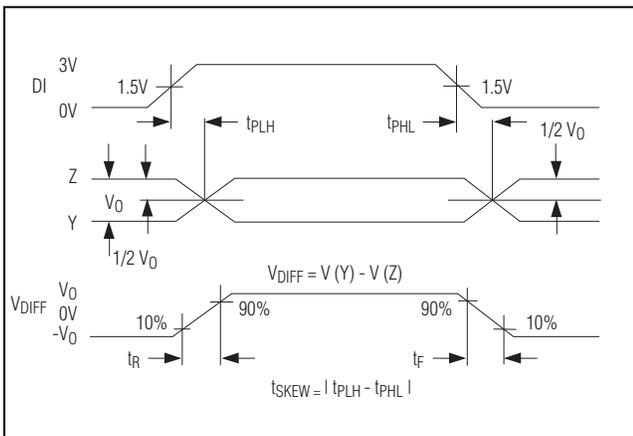 3V
DI
1.5V
1.5V
0V
tPLH
tPHL
1/2 VO
Z
VO
Y
1/2 VO
VDIFF = V (Y) - V (Z)
VO
VDIFF
0V
-VO
10%
90%
90%
10%
tR
tF
tSKEW = | tPLH - tPHL |